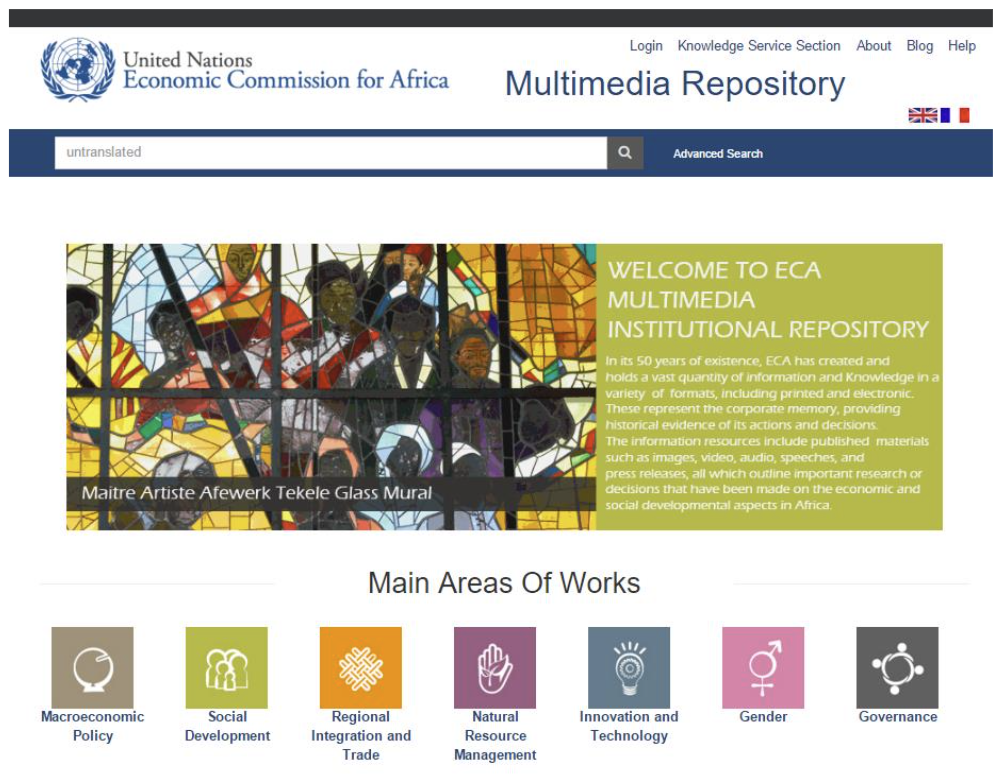 Login Knowledge Service Section About Blog Help
United Nations
Economic Commission for Africa
Multimedia Repository
untranslated
Advanced Search
WELCOME TO ECA
MULTIMEDIA
INSTITUTIONAL REPOSITORY
In its 50 years of existence, ECA has created and
holds a vast quantity of information and Knowledge in a
variety of formats, including printed and electronic.
These represent the corporate memory, providing
historical evidence of its actions and decisions.
The information resources include published materials
such as images, video, audio, speeches, and
press releases, all which outline important research or
decisions that have been made on the economic and
social developmental aspects in Africa.
Maitre Artiste Afewerk Tekele Glass Mural
Main Areas Of Works
Macroeconomic
Policy
Social
Development
Regional
Integration and
Trade
Natural
Resource
Management
Innovation and
Technology
Gender
Governance